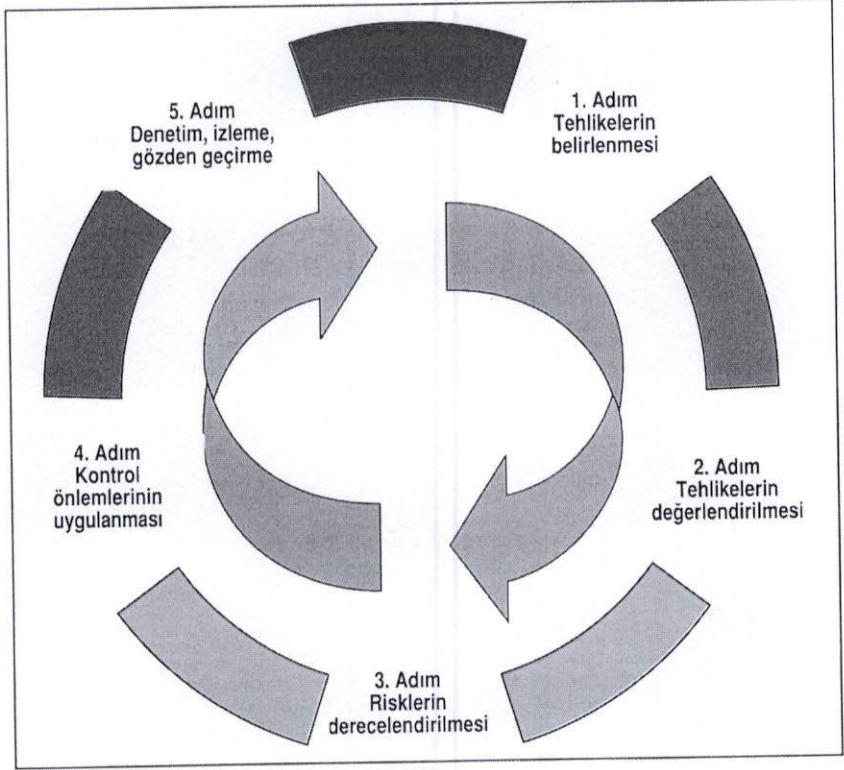 1. Adım
Tehlikelerin
belirlenmesi
2. Adım
Tehlikelerin
değerlendirilmesi
3. Adım
Risklerin
derecelendirilmesi
4. Adım
Kontrol
önlemlerinin
uygulanması
5. Adım
Denetim, izleme,
gözden geçirme